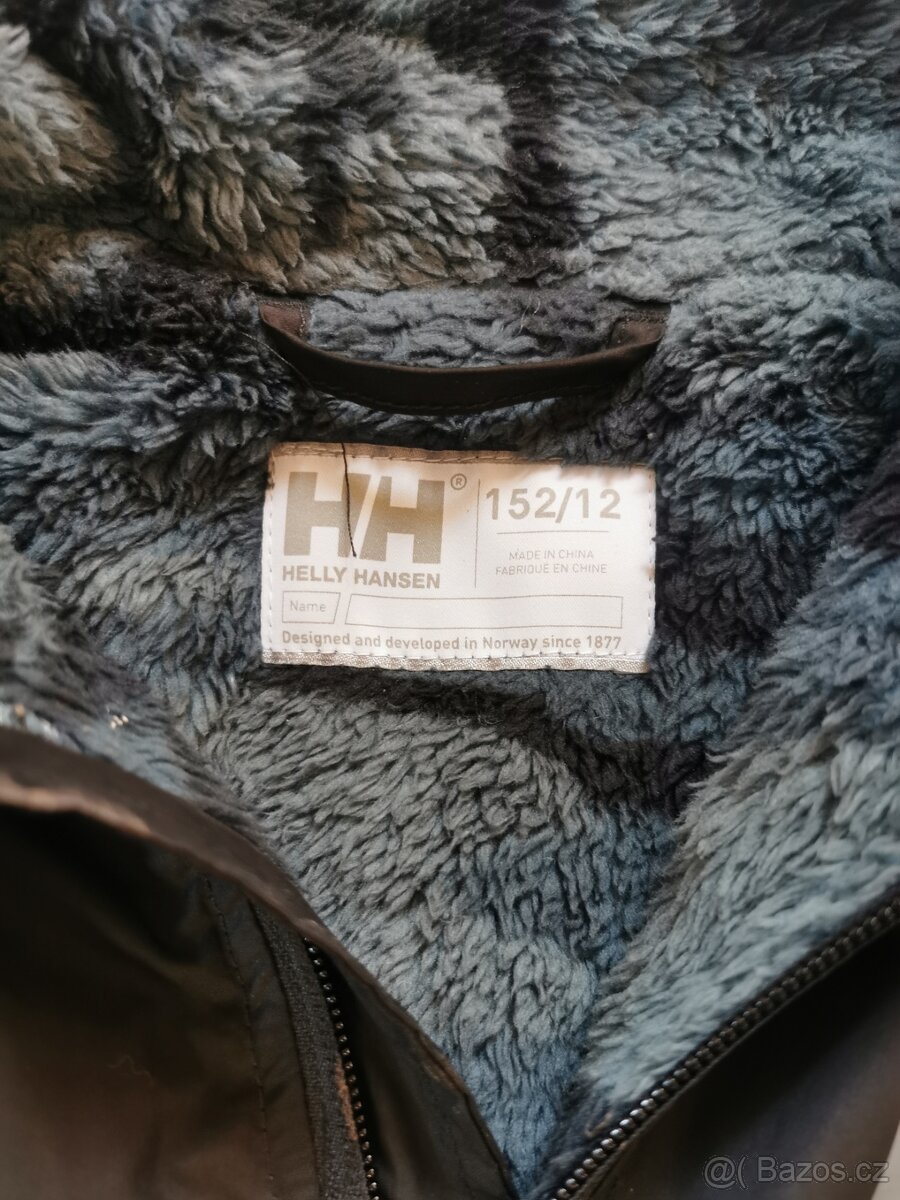 HH®
HELLY HANSEN
152/12
MADE IN CHINA
FABRIQUÉ EN CHINE
Name
Designed and developed in Norway since 1877
@( Bazos.cz